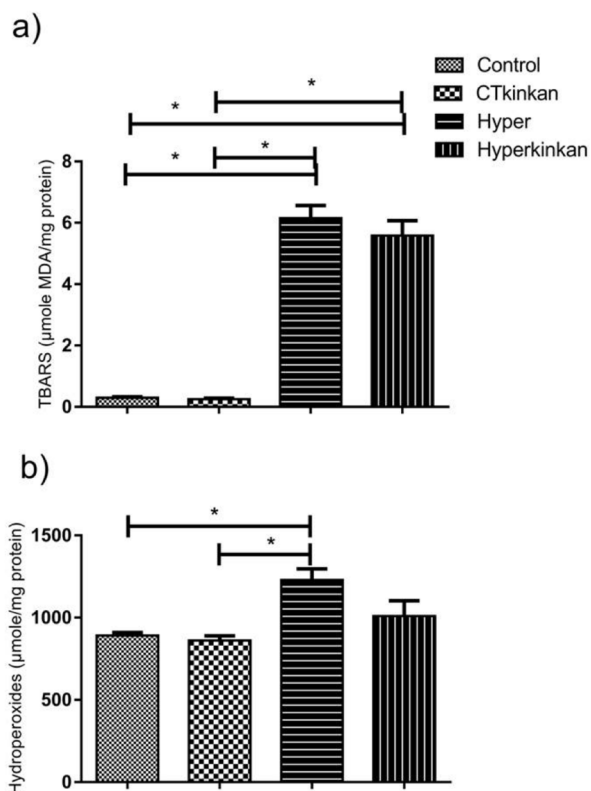 a)
Control
CTkinkan
Hyper
Hyperkinkan
*
*
*
*
8
6
4
2
0
TBARS (µmole MDA/mg protein)
b)
*
*
1500
1000
500
0
Hydroperoxides (µmole/mg protein)